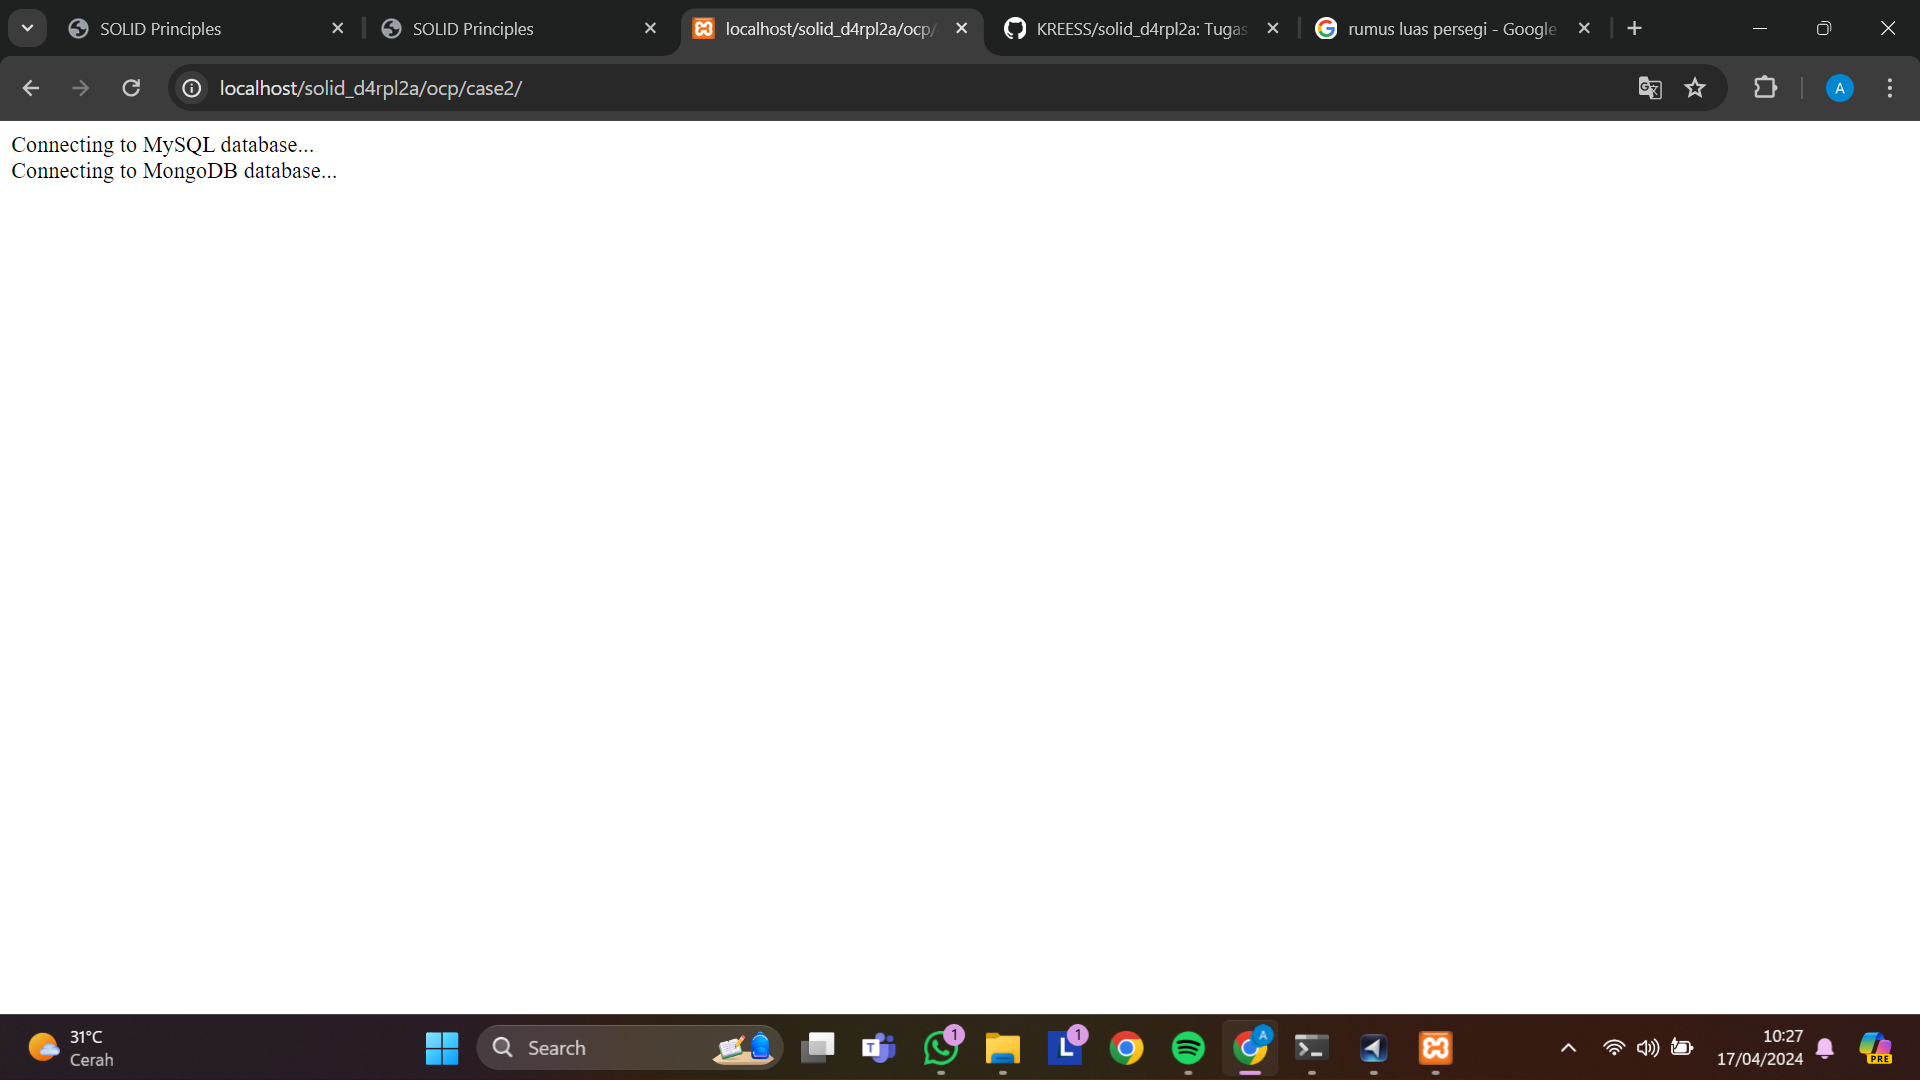 SOLID Principles
SOLID Principles
localhost/solid_d4rpl2a/ocp/
KREESS/solid_d4rpl2a: Tugas
rumus luas persegi - Google
localhost/solid_d4rpl2a/ocp/case2/
A
Connecting to MySQL database...
Connecting to MongoDB database...
31°C
Cerah
Search
T
1
L
1
A
10:27
17/04/2024
PRE